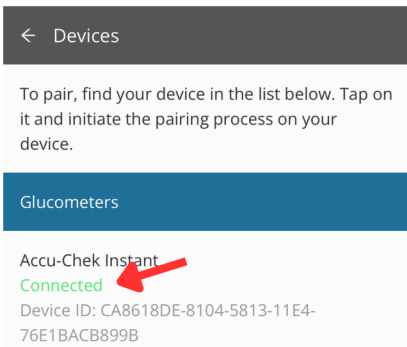 ← Devices
To pair, find your device in the list below. Tap on
it and initiate the pairing process on your
device.
Glucometers
Accu-Chek Instant
Connected
Device ID: CA8618DE-8104-5813-11E4-
76E1BACB899B